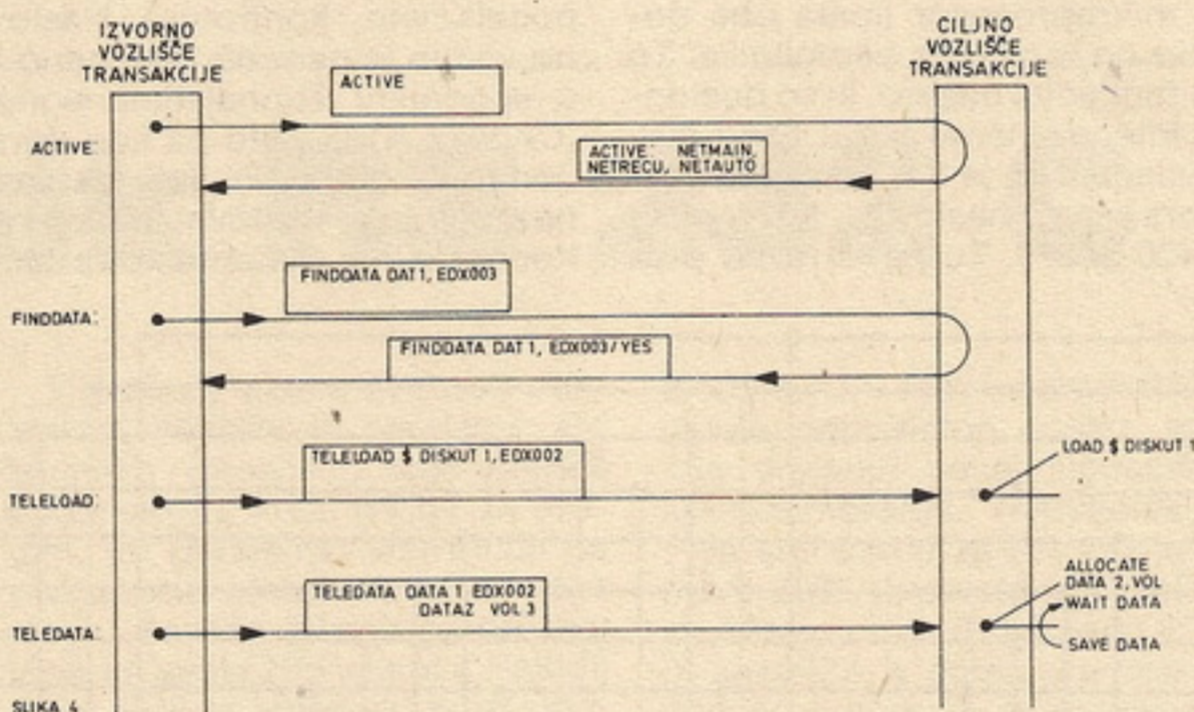 IZVORNO
VOZLIŠČE
TRANSAKCIJE
CILJNO
VOZLIŠČE
TRANSAKCIJE
ACTIVE
ACTIVE:
ACTIVE: NETMAIN,
NETRECU, NETAUTO
FINDDATA DAT1, EDX003
FINDDATA:
FINDDATA DAT 1, EDX003/YES
TELELOAD $ DISKUT 1, EDX002
LOAD $ DISKUT 1
TELELOAD:
TELEDATA DATA 1 EDX002
DATAZ VOL 3
ALLOCATE
DATA 2, VOL
WAIT DATA
TELEDATA:
SAVE DATA
SLIKA 4